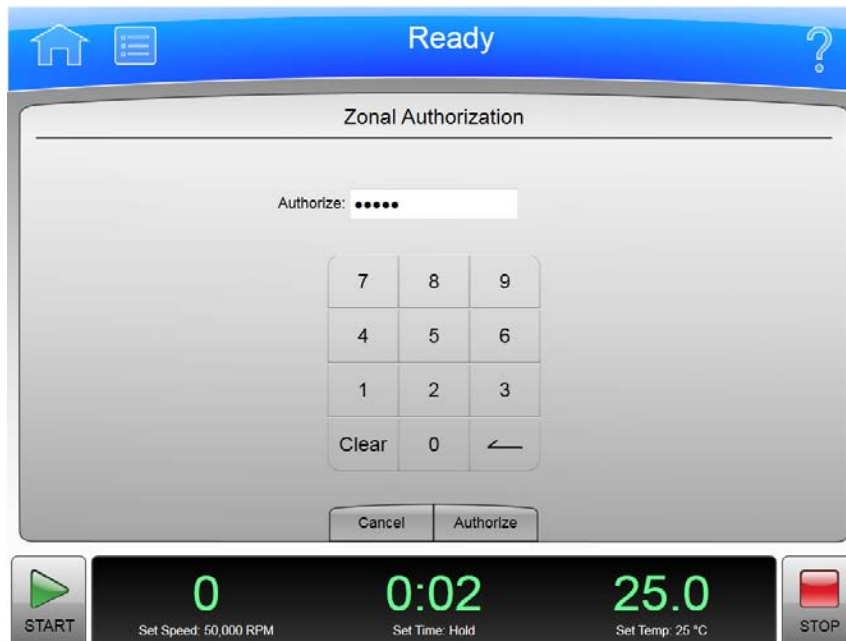 Ready
Zonal Authorization
Authorize: •••••
7 8 9
4 5 6
1 2 3
Clear 0
Cancel Authorize
START
0 0:02 25.0
Set Speed: 50,000 RPM Set Time: Hold Set Temp: 25 °C
STOP